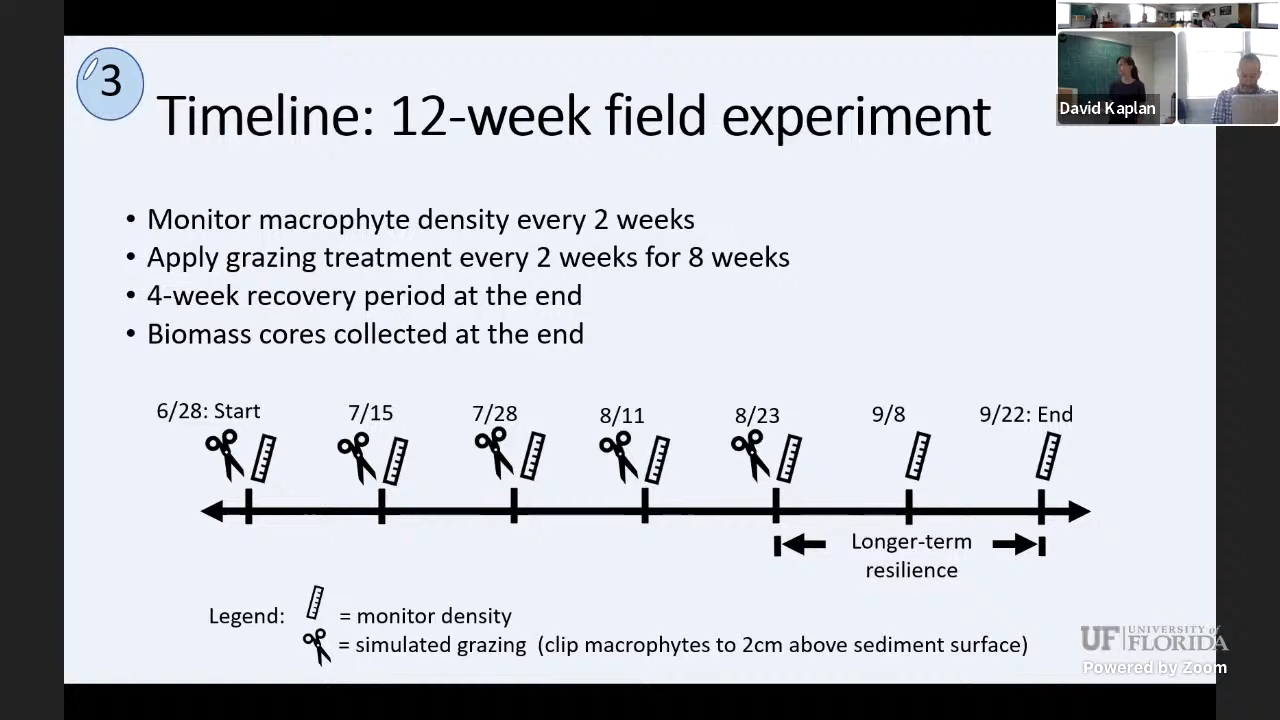 3
Timeline: 12-week field experiment
David Kaplan
• Monitor macrophyte density every 2 weeks
• Apply grazing treatment every 2 weeks for 8 weeks
• 4-week recovery period at the end
• Biomass cores collected at the end
6/28: Start 7/15 7/28 8/11 8/23 9/8 9/22: End
Longer-term
resilience
Legend: = monitor density
= simulated grazing (clip macrophytes to 2cm above sediment surface)
UF UNIVERSITY of
FLORIDA
Powered by Zoom